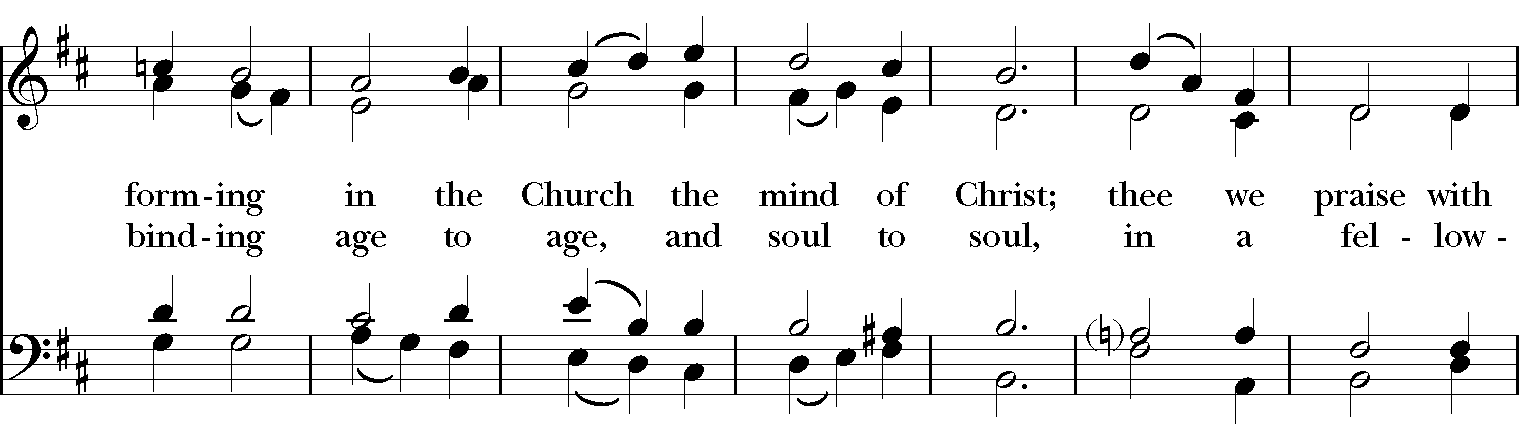 form-ing in the Church the mind of Christ; thee we praise with
bind-ing age to age, and soul to soul, in a fel - low -